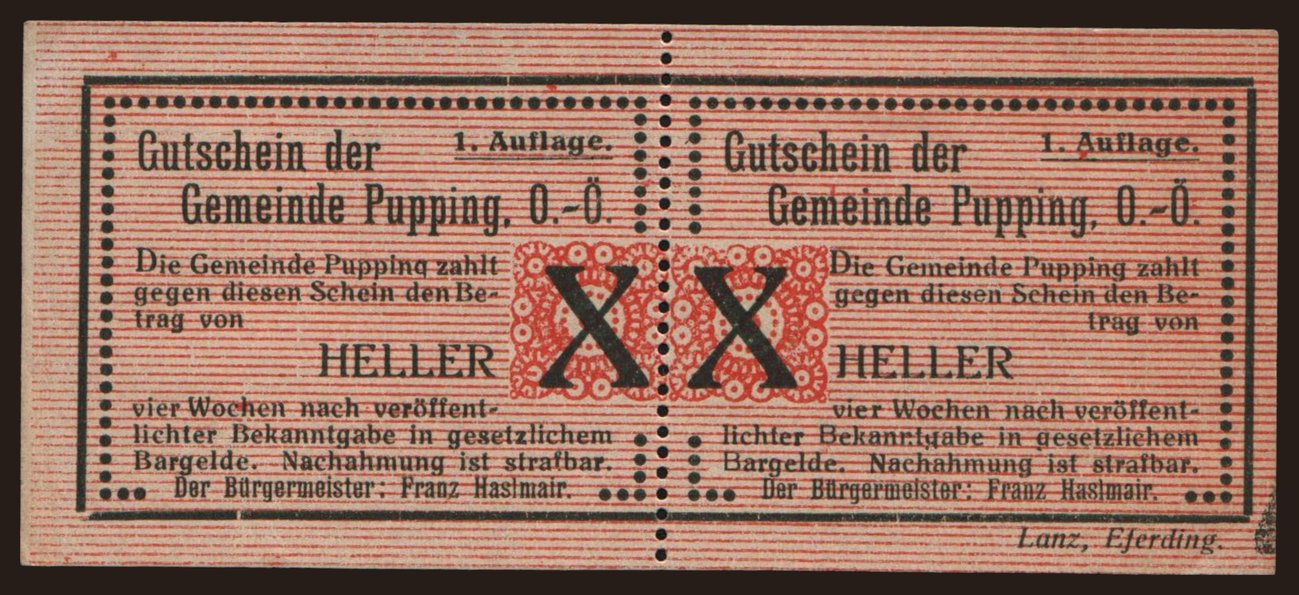 Gutschein der
1. Auflage.
Gemeinde Pupping, O.-Ö.
Die Gemeinde Pupping zahlt
gegen diesen Schein den Be-
trag von
X
HELLER
vier Wochen nach veröffent-
lichter Bekanntgabe in gesetzlichem
Bargelde. Nachahmung ist strafbar.
Der Bürgermeister: Franz Haslmair.
Gutschein der
1. Auflage.
Gemeinde Pupping, O.-Ö.
Die Gemeinde Pupping zahlt
gegen diesen Schein den Be-
trag von
X
HELLER
vier Wochen nach veröffent-
lichter Bekanntgabe in gesetzlichem
Bargelde. Nachahmung ist strafbar.
Der Bürgermeister: Franz Haslmair.
Lanz, Eferding.